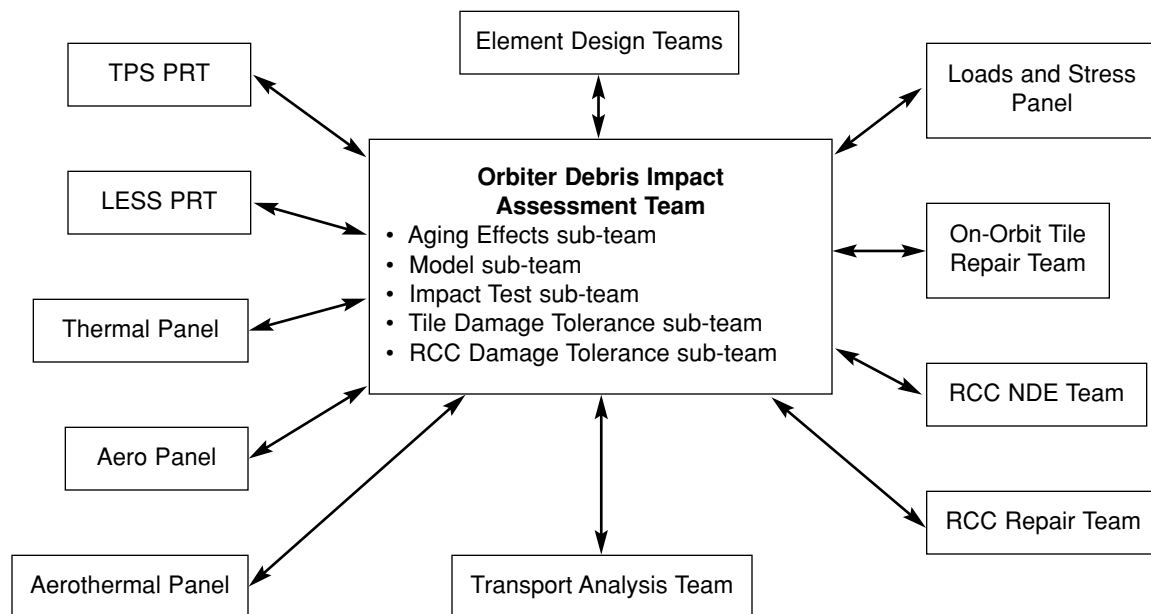 Element Design Teams
TPS PRT
Loads and Stress
Panel
Orbiter Debris Impact
Assessment Team
• Aging Effects sub-team
• Model sub-team
• Impact Test sub-team
• Tile Damage Tolerance sub-team
• RCC Damage Tolerance sub-team
LESS PRT
On-Orbit Tile
Repair Team
Thermal Panel
RCC NDE Team
Aero Panel
RCC Repair Team
Aerothermal Panel
Transport Analysis Team